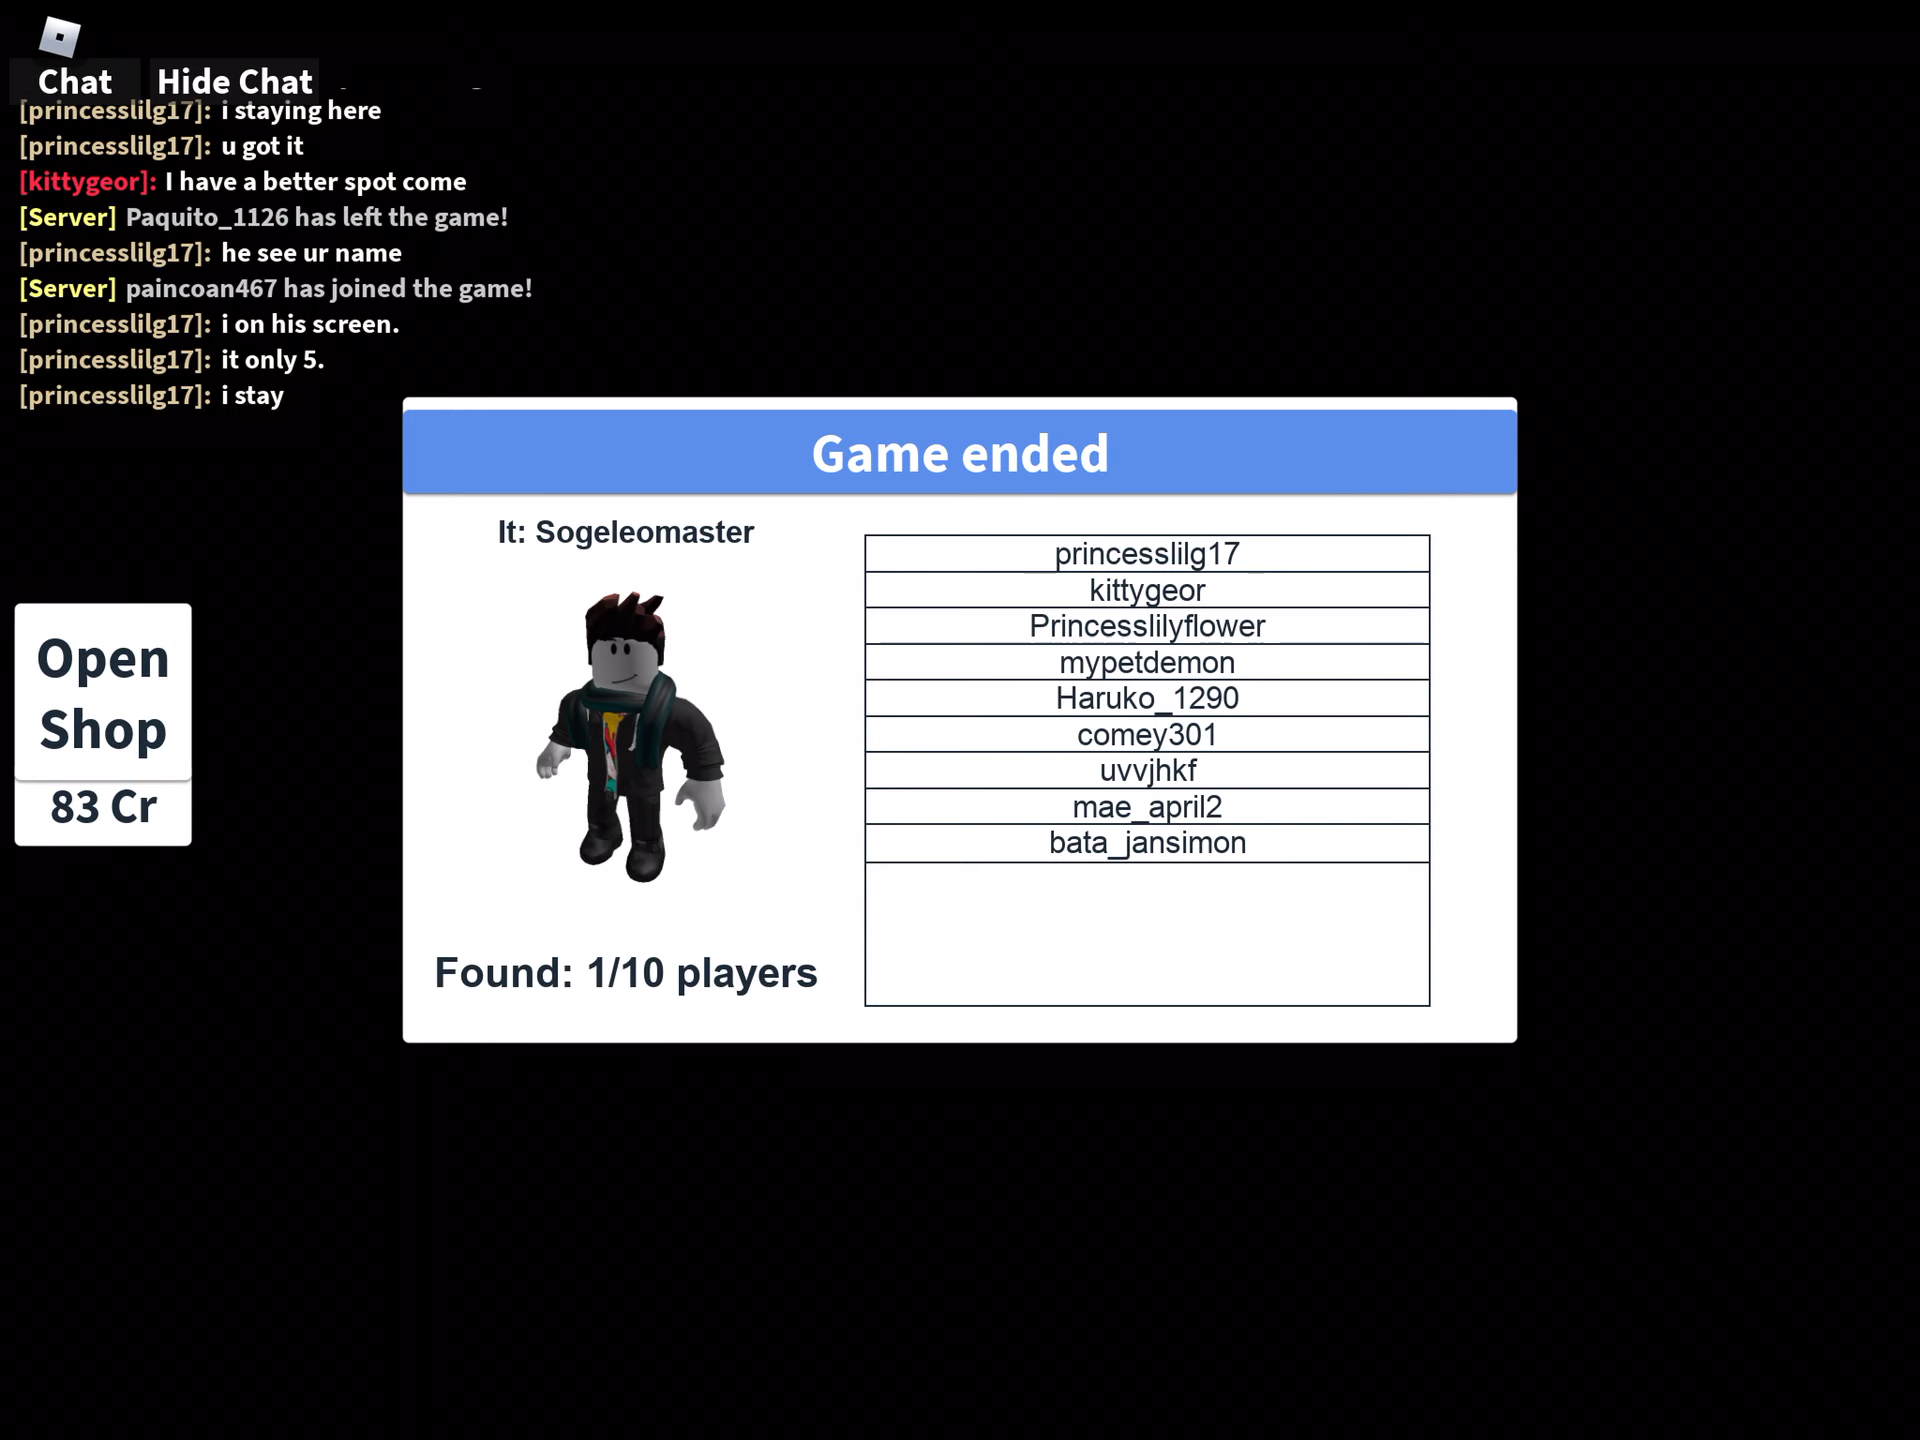 Chat Hide Chat
[princesslilg17]: i staying here
[princesslilg17]: u got it
[kittygeor]: I have a better spot come
[Server] Paquito_1126 has left the game!
[princesslilg17]: he see ur name
[Server] paincoan467 has joined the game!
[princesslilg17]: i on his screen.
[princesslilg17]: it only 5.
[princesslilg17]: i stay
Game ended
It: Sogeleomaster
princesslilg17
kittygeor
Princesslilyflower
mypetdemon
Haruko_1290
comey301
uvvjhkf
mae_april2
bata_jansimon
Found: 1/10 players
Open
Shop
83 Cr